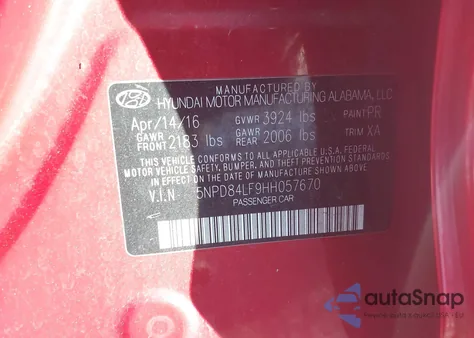 MANUFACTURED BY
HYUNDAI MOTOR MANUFACTURING ALABAMA, LLC
Apr/14/16 GVWR 3924 lbs PAINT PR
GAWR FRONT 2183 lbs GAWR REAR 2006 lbs TRIM XA
THIS VEHICLE CONFORMS TO ALL APPLICABLE U.S.A. FEDERAL
MOTOR VEHICLE SAFETY, BUMPER, AND THEFT PREVENTION STANDARDS
IN EFFECT ON THE DATE OF MANUFACTURE SHOWN ABOVE.
V.I.N 5NPD84LF9HH057670
PASSENGER CAR
autoSnap